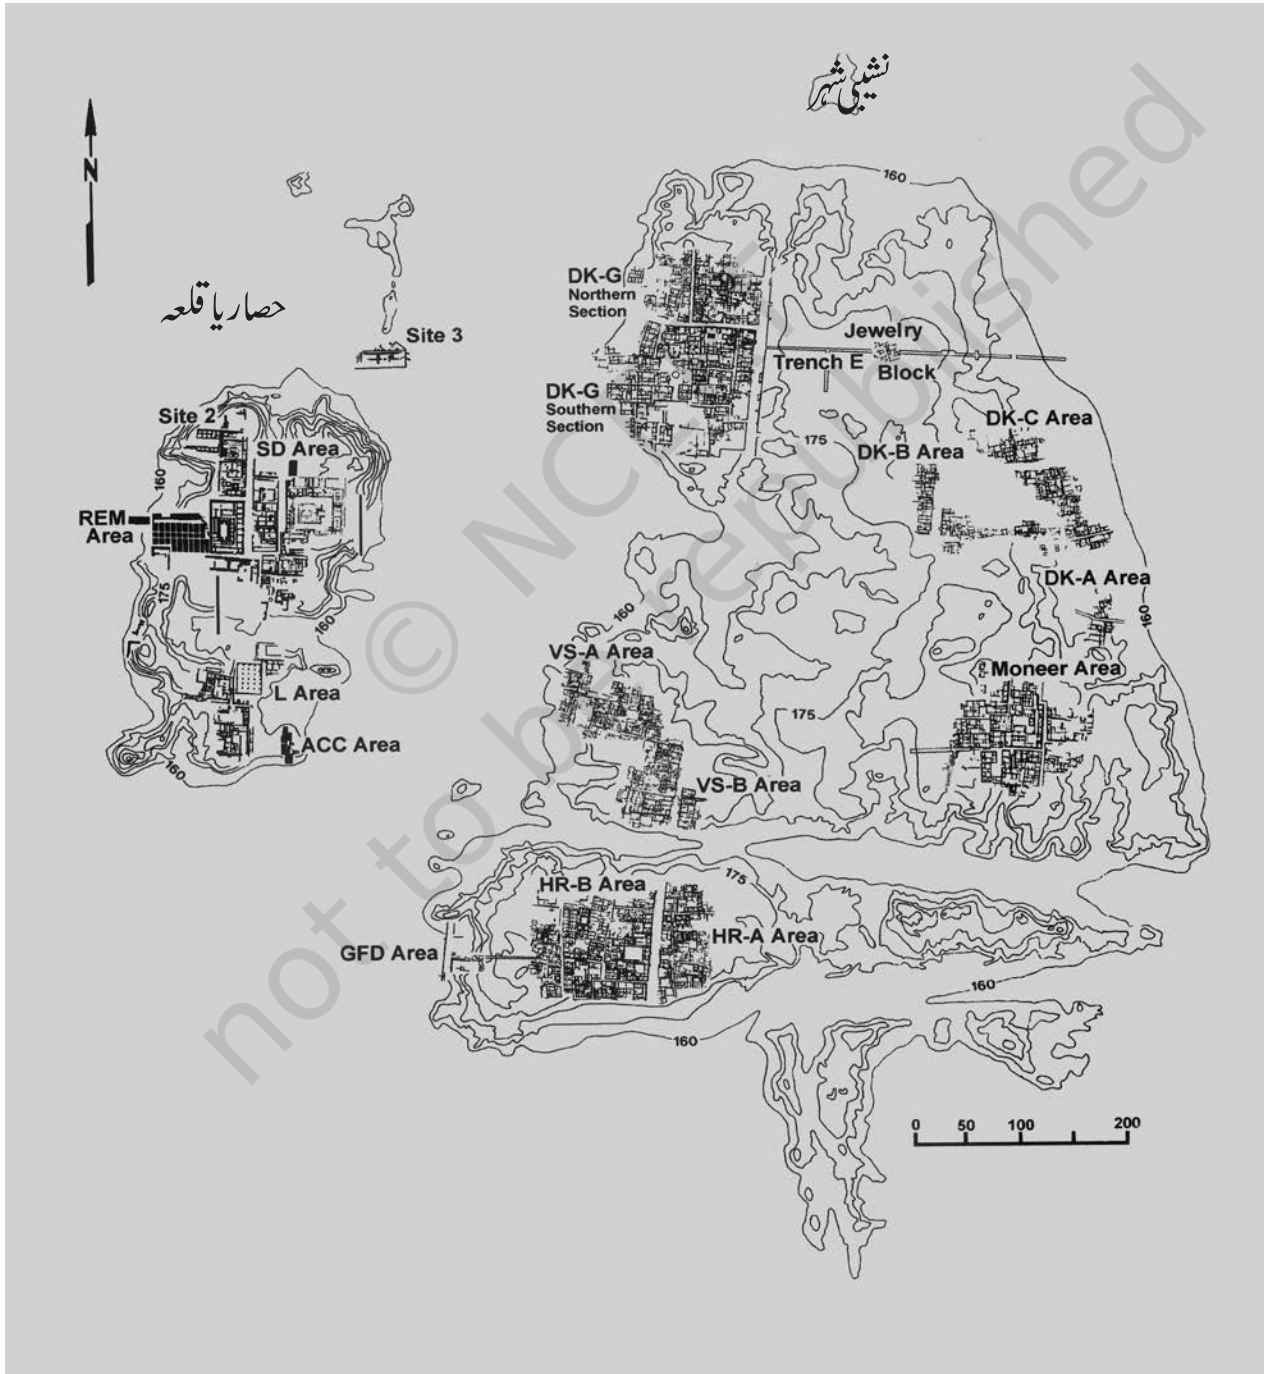 نشیبی شہر
160
N
حصار یا قلعہ
DK-G
Northern
Section
Site 3
Jewelry
Trench E
Block
DK-G
Southern
Section
Site 2
DK-C Area
175
SD Area
DK-B Area
160
REM
Area
DK-A Area
175
160
160
160
VS-A Area
Moneer Area
L Area
175
ACC Area
160
VS-B Area
175
HR-B Area
HR-A Area
GFD Area
160
160
0 50 100 200
© NCERT
not to be republished